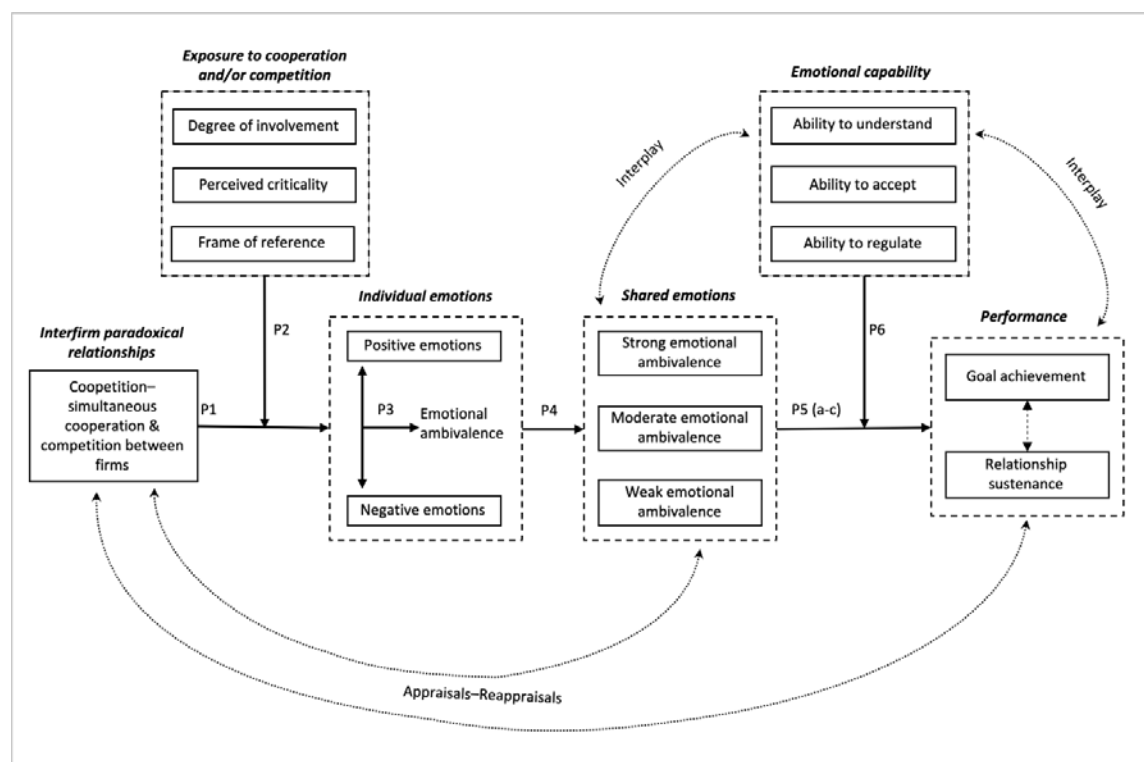 Exposure to cooperation
and/or competition
Degree of involvement
Perceived criticality
Frame of reference
Emotional capability
Ability to understand
Ability to accept
Ability to regulate
Interplay
Interplay
P2
P6
Interfirm paradoxical
relationships
Coopetition–
simultaneous
cooperation &
competition between
firms
P1
Individual emotions
Positive emotions
P3
Emotional
ambivalence
Negative emotions
P4
Shared emotions
Strong emotional
ambivalence
Moderate emotional
ambivalence
Weak emotional
ambivalence
P5 (a-c)
Performance
Goal achievement
Relationship
sustenance
Appraisals–Reappraisals